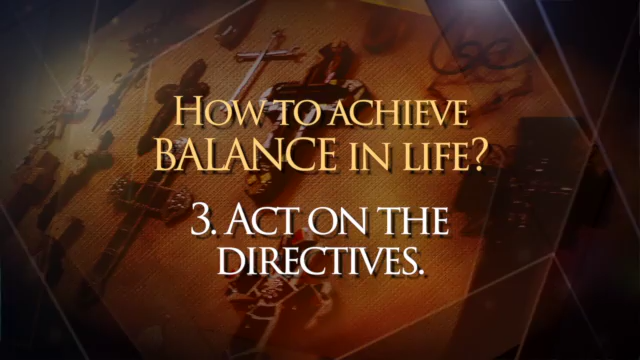 How to achieve
BALANCE in life?
3. Act on the
directives.